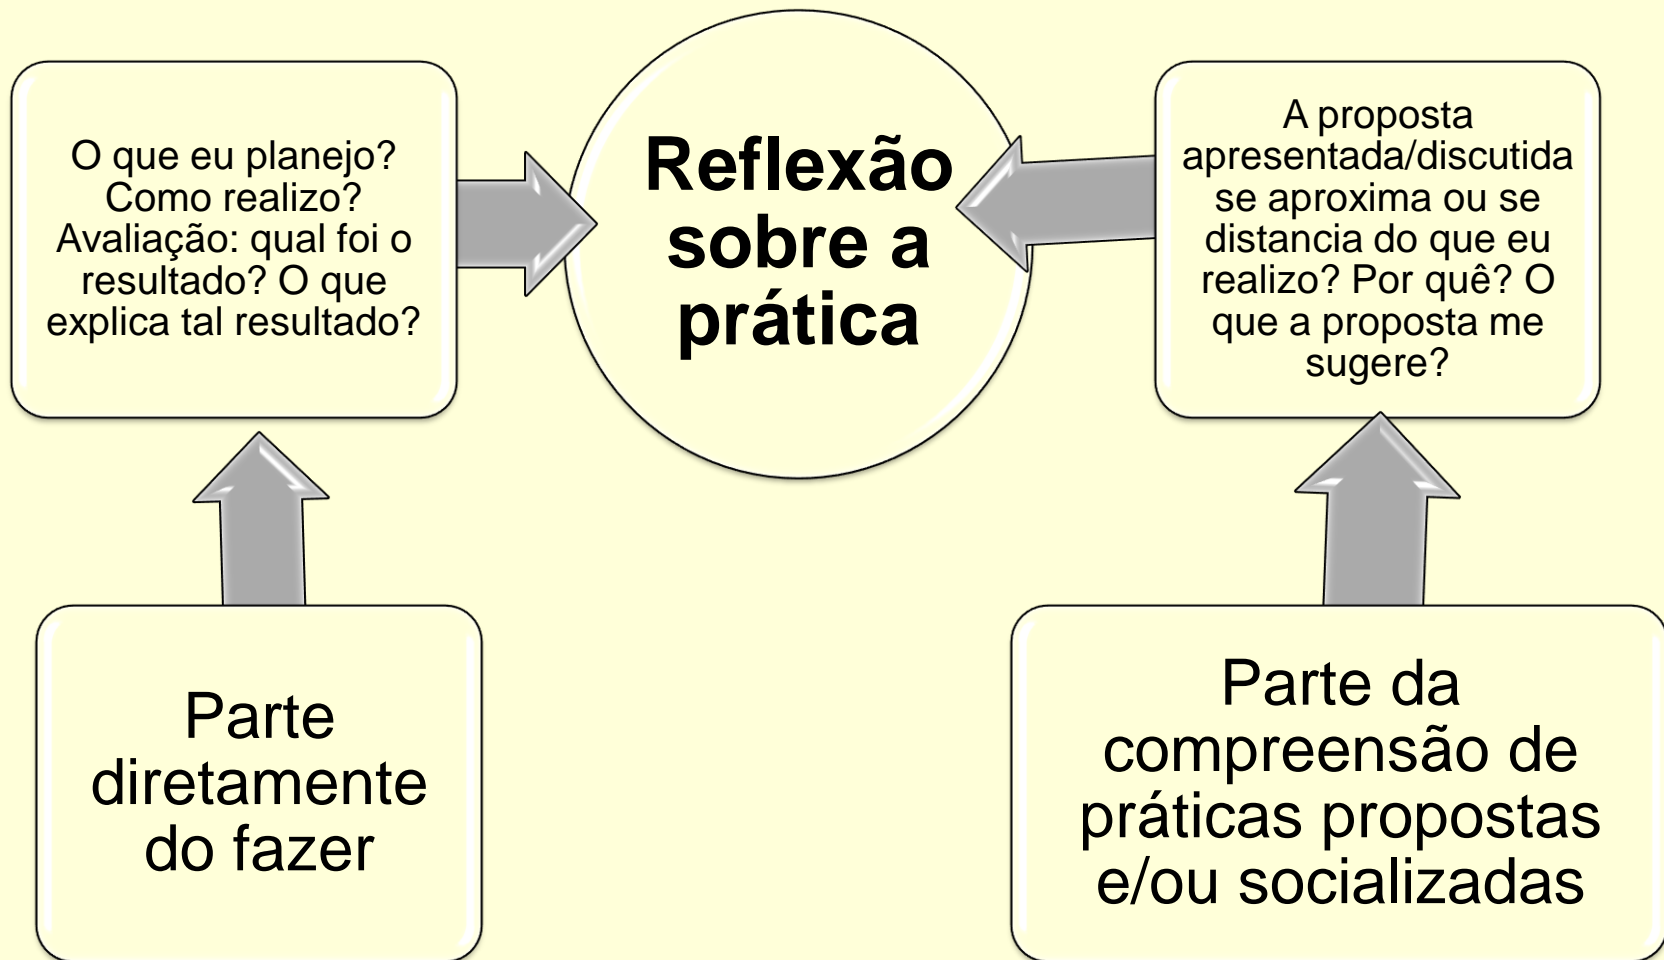 O que eu planejo?
Como realizo?
Avaliação: qual foi o
resultado? O que
explica tal resultado?
Reflexão
sobre a
prática
A proposta
apresentada/discutida
se aproxima ou se
distancia do que eu
realizo? Por quê? O
que a proposta me
sugere?
Parte
diretamente
do fazer
Parte da
compreensão de
práticas propostas
e/ou socializadas